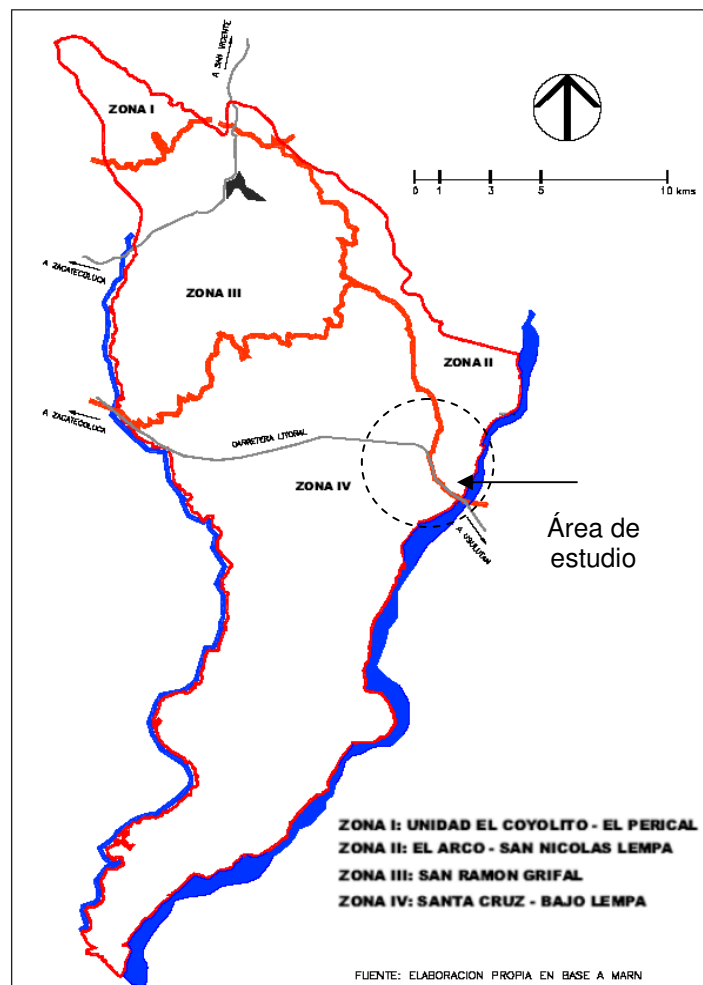 A SAN VICENTE
ZONA I
0 1 3 5 10 kms
A ZACATECOLUCA
ZONA III
ZONA II
A ZACATECOLUCA
CARRETERA LITORAL
ZONA IV
A USULUTAN
Área de
estudio
ZONA I: UNIDAD EL COYOLITO - EL PERICAL
ZONA II: EL ARCO - SAN NICOLAS LEMPA
ZONA III: SAN RAMON GRIFAL
ZONA IV: SANTA CRUZ - BAJO LEMPA
FUENTE: ELABORACION PROPIA EN BASE A MARN